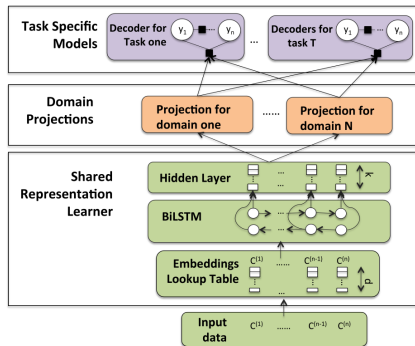 Task Specific
Models
Decoder for
Task one
y1
yn
...
Decoders for
task T
y1
yn
Domain
Projections
Projection for
domain one
......
Projection for
domain N
Shared
Representation
Learner
Hidden Layer
...
k
BiLSTM
...
...
Embeddings
Lookup Table
C(1) ...... C(n-1) C(n)
d
Input
data
C(1) ...... C(n-1) C(n)